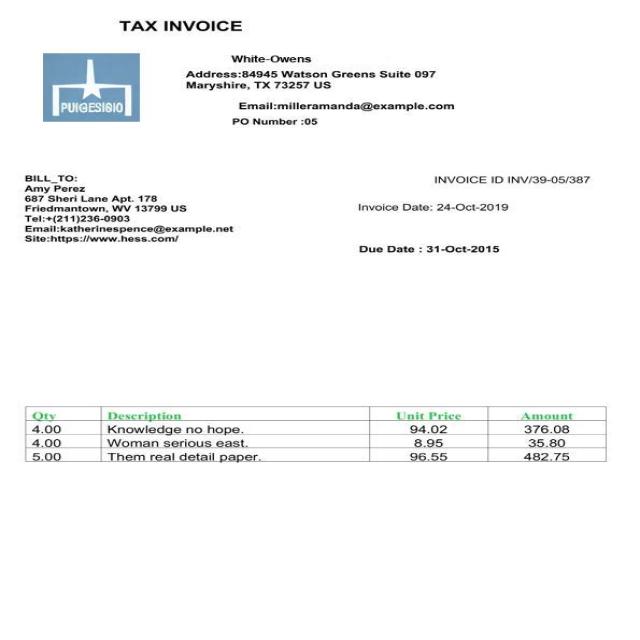 TAX INVOICE
White-Owens
Address:84945 Watson Greens Suite 097
Maryshire, TX 73257 US
PUIGESIGIO
Email:milleramanda@example.com
PO Number :05
BILL_TO:
Amy Perez
687 Sheri Lane Apt. 178
Friedmantown, WV 13799 US
Tel:+(211)236-0903
Email:katherinespence@example.net
Site:https://www.hess.com/
INVOICE ID INV/39-05/387
Invoice Date: 24-Oct-2019
Due Date : 31-Oct-2015
Qty Description Unit Price Amount
4.00 Knowledge no hope. 94.02 376.08
4.00 Woman serious east. 8.95 35.80
5.00 Them real detail paper. 96.55 482.75